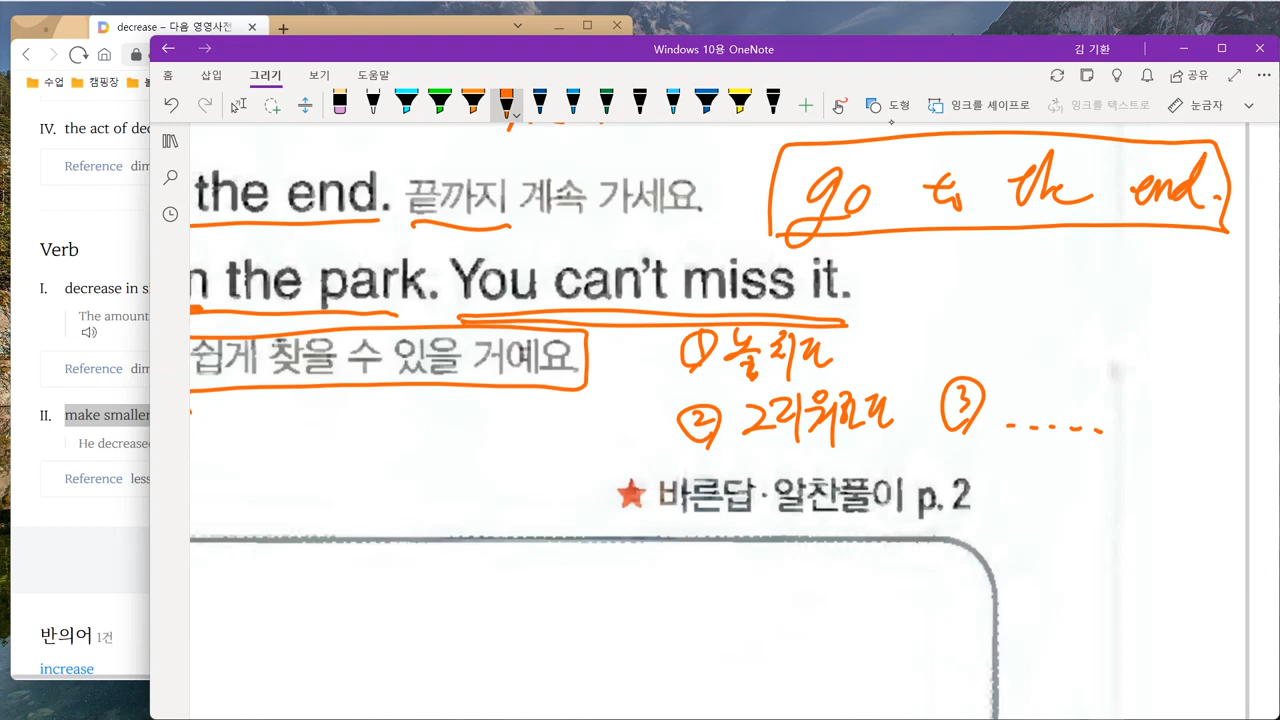 decrease – 다음 영영사전
Windows 10용 OneNote
김 기환
수업 캠핑장
홈 삽입 그리기 보기 도움말
공유
도형 잉크를 셰이프로 잉크를 텍스트로 눈금자
IV. the act of dec
Reference dim
Verb
I. decrease in s
The amount
Reference dim
II. make smaller
He decreased
Reference less
반의어 1건
increase
the end. 끝까지 계속 가세요.
go to the end.
n the park. You can't miss it.
쉽게 찾을 수 있을 거예요.
① 놓치다
② 그리워하다 ③ .....
★ 바른답·알찬풀이 p. 2